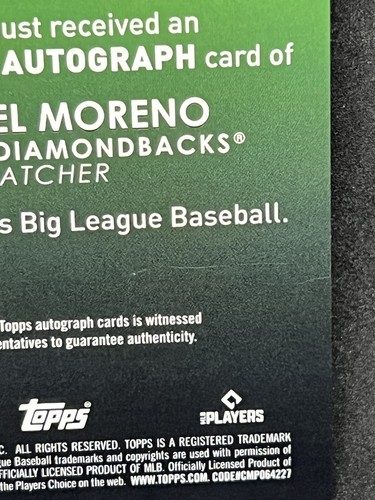 ust received an
AUTOGRAPH card of
EL MORENO
DIAMONDBACKS®
ATCHER
s Big League Baseball.
Topps autograph cards is witnessed
entatives to guarantee authenticity.
Topps
MLB PLAYERS
C. ALL RIGHTS RESERVED. TOPPS IS A REGISTERED TRADEMARK
gue Baseball trademarks and copyrights are used with permission of
OFFICIALLY LICENSED PRODUCT OF MLB. Officially Licensed Product of
he Players Choice on the web. WWW.TOPPS.COM. CODE#CMP064227